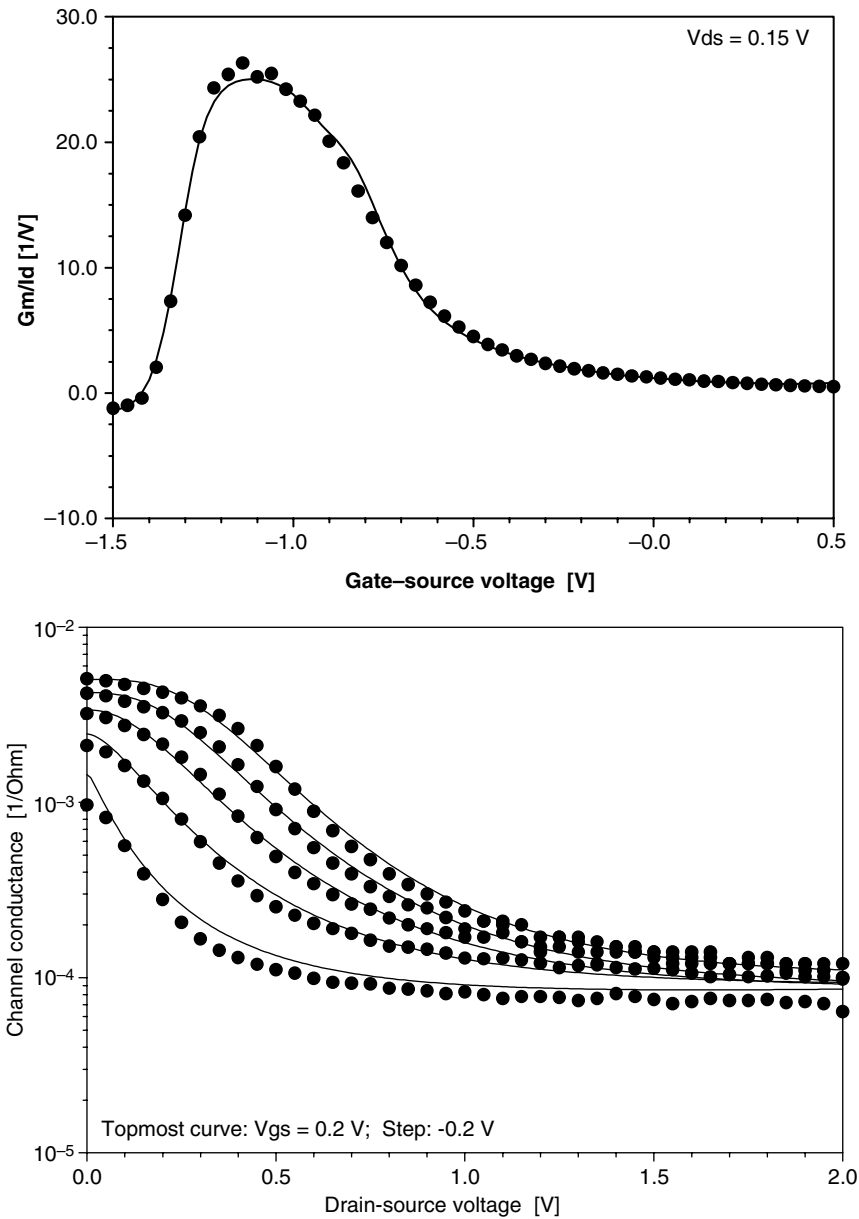 30.0
Vds = 0.15 V
20.0
10.0
0.0
−10.0
Gm/Id [1/V]
−1.5 −1.0 −0.5 −0.0 0.5
Gate–source voltage [V]
10−2
10−3
10−4
10−5
Channel conductance [1/Ohm]
Topmost curve: Vgs = 0.2 V; Step: -0.2 V
0.0 0.5 1.0 1.5 2.0
Drain-source voltage [V]